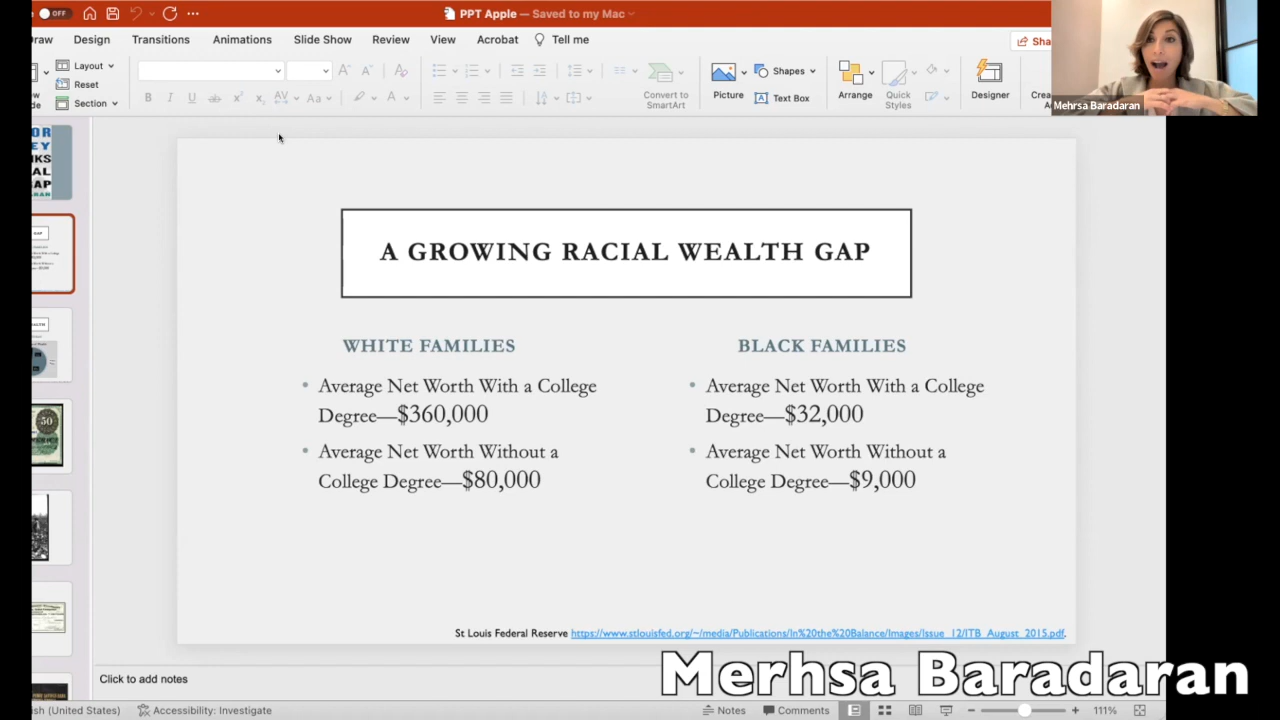 OFF
PPT Apple — Saved to my Mac
Draw Design Transitions Animations Slide Show Review View Acrobat Tell me
Layout
Reset
Section
Convert to
SmartArt
Picture
Shapes
Text Box
Arrange
Quick
Styles
Designer
Mehrsa Baradaran
A GROWING RACIAL WEALTH GAP
WHITE FAMILIES
• Average Net Worth With a College
Degree—$360,000
• Average Net Worth Without a
College Degree—$80,000
BLACK FAMILIES
• Average Net Worth With a College
Degree—$32,000
• Average Net Worth Without a
College Degree—$9,000
St Louis Federal Reserve https://www.stlouisfed.org/~/media/Publications/In%20the%20Balance/Images/Issue_12/ITB_August_2015.pdf.
Merhsa Baradaran
Click to add notes
(United States) Accessibility: Investigate Notes Comments 111%